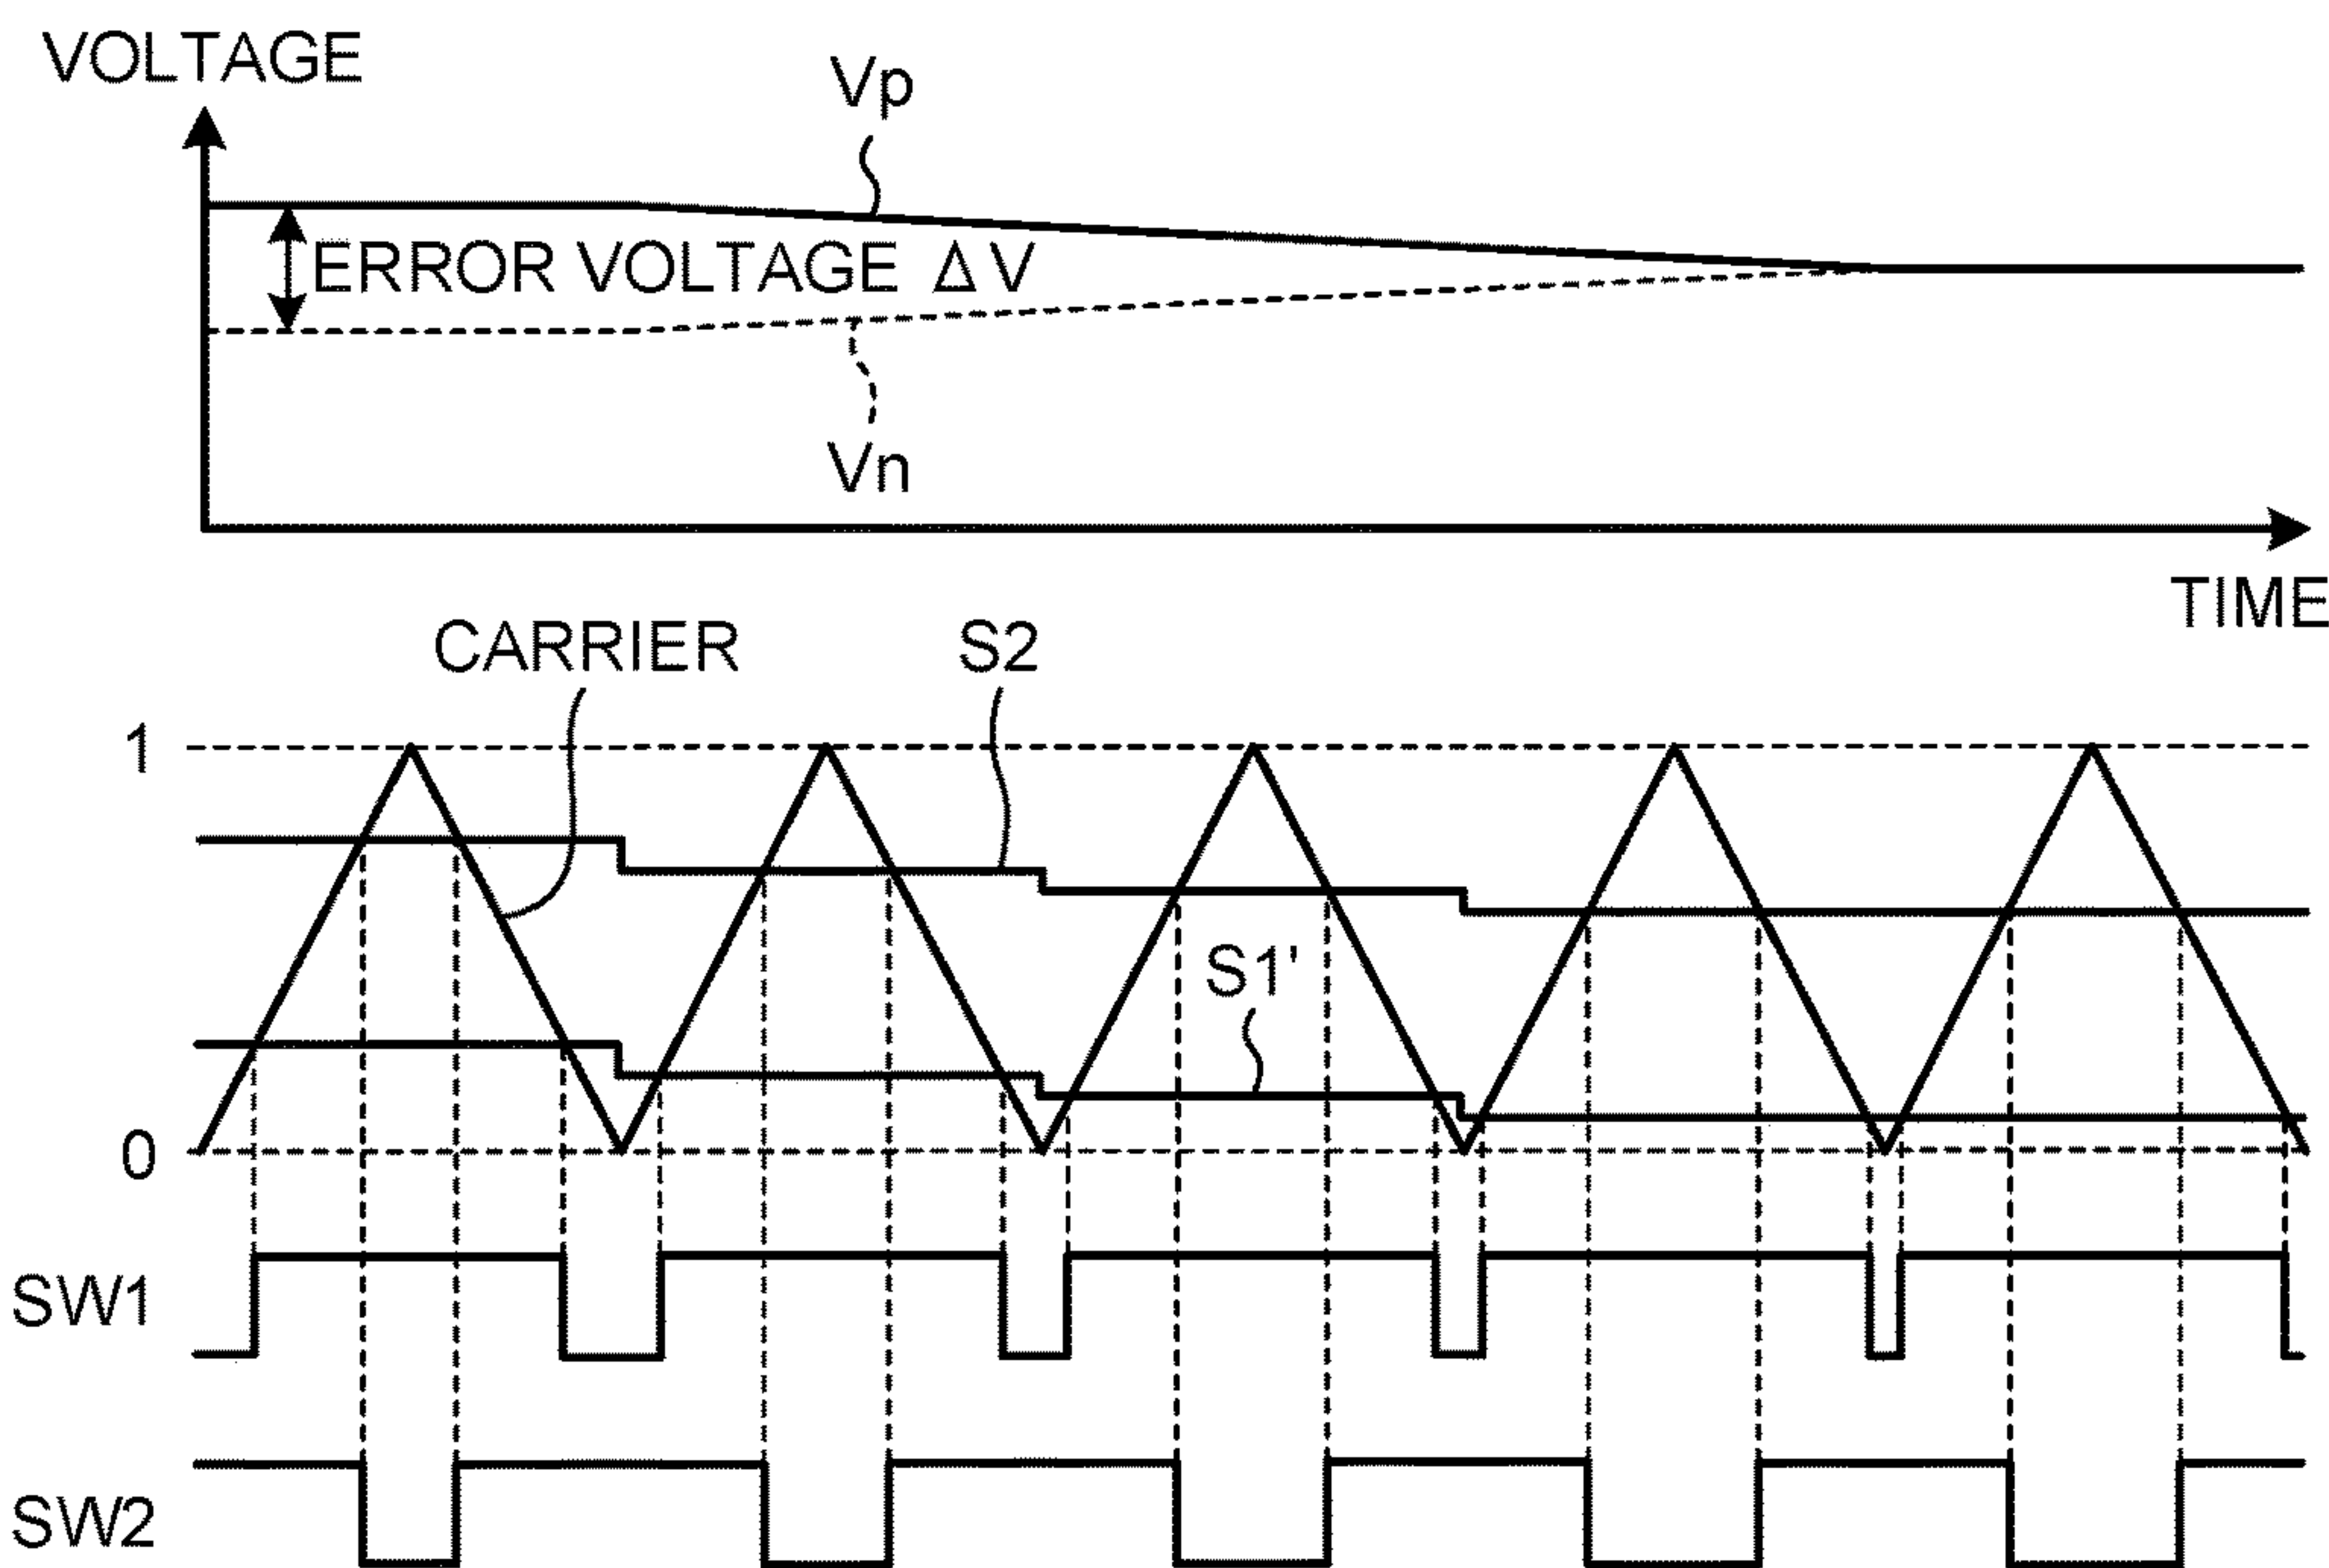 VOLTAGE
Vp
ERROR VOLTAGE ΔV
Vn
TIME
CARRIER
S2
1
S1'
0
SW1
SW2